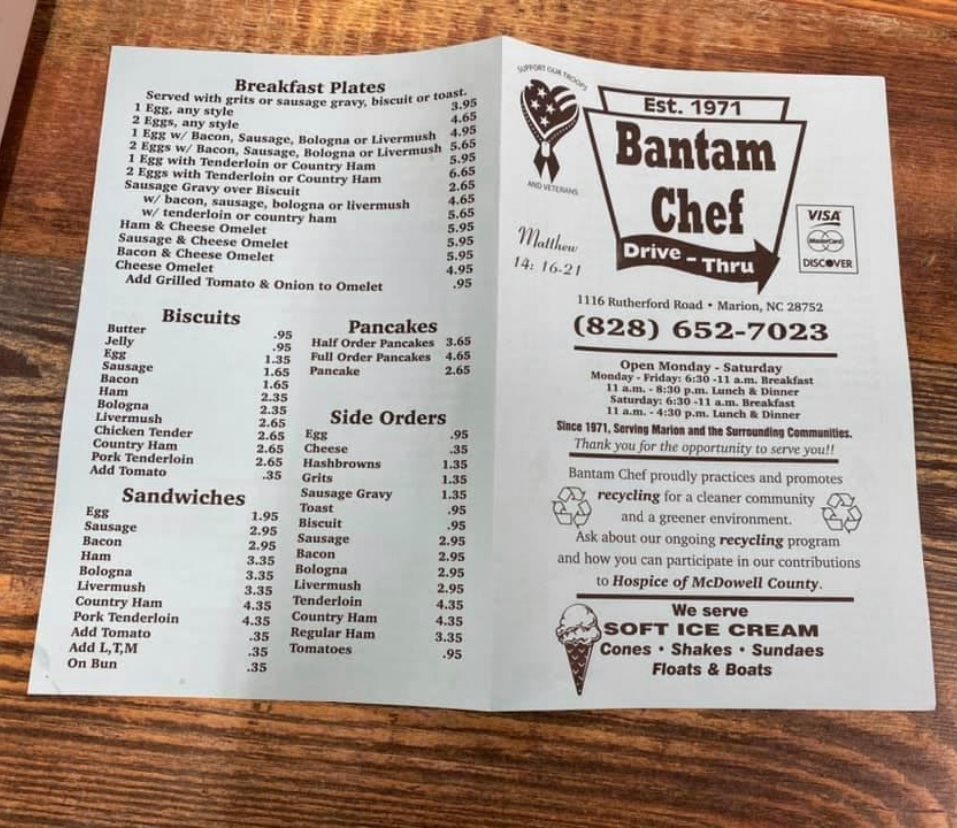 Breakfast Plates
Served with grits or sausage gravy, biscuit or toast.
1 Egg, any style 3.95
2 Eggs, any style 4.65
1 Egg w/ Bacon, Sausage, Bologna or Livermush 4.95
2 Eggs w/ Bacon, Sausage, Bologna or Livermush 5.65
1 Egg with Tenderloin or Country Ham 5.95
2 Eggs with Tenderloin or Country Ham 6.65
Sausage Gravy over Biscuit 2.65
w/ bacon, sausage, bologna or livermush 4.65
w/ tenderloin or country ham 5.65
Ham & Cheese Omelet 5.95
Sausage & Cheese Omelet 5.95
Bacon & Cheese Omelet 5.95
Cheese Omelet 4.95
Add Grilled Tomato & Onion to Omelet .95
Biscuits
Butter .95
Jelly .95
Egg 1.35
Sausage 1.65
Bacon 1.65
Ham 2.35
Bologna 2.35
Livermush 2.65
Chicken Tender 2.65
Country Ham 2.65
Pork Tenderloin 2.65
Add Tomato .35
Sandwiches
Egg 1.95
Sausage 2.95
Bacon 2.95
Ham 3.35
Bologna 3.35
Livermush 3.35
Country Ham 4.35
Pork Tenderloin 4.35
Add Tomato .35
Add L,T,M .35
On Bun .35
Pancakes
Half Order Pancakes 3.65
Full Order Pancakes 4.65
Pancake 2.65
Side Orders
Egg .95
Cheese .35
Hashbrowns 1.35
Grits 1.35
Sausage Gravy 1.35
Toast .95
Biscuit .95
Sausage 2.95
Bacon 2.95
Bologna 2.95
Livermush 2.95
Tenderloin 4.35
Country Ham 4.35
Regular Ham 3.35
Tomatoes .95
SUPPORT OUR TROOPS
AND VETERANS
Matthew
14: 16-21
Est. 1971
Bantam
Chef
Drive - Thru
VISA
MasterCard
DISCOVER
1116 Rutherford Road • Marion, NC 28752
(828) 652-7023
Open Monday - Saturday
Monday - Friday: 6:30 -11 a.m. Breakfast
11 a.m. - 8:30 p.m. Lunch & Dinner
Saturday: 6:30 -11 a.m. Breakfast
11 a.m. - 4:30 p.m. Lunch & Dinner
Since 1971, Serving Marion and the Surrounding Communities.
Thank you for the opportunity to serve you!!
Bantam Chef proudly practices and promotes
recycling for a cleaner community
and a greener environment.
Ask about our ongoing recycling program
and how you can participate in our contributions
to Hospice of McDowell County.
We serve
SOFT ICE CREAM
Cones • Shakes • Sundaes
Floats & Boats